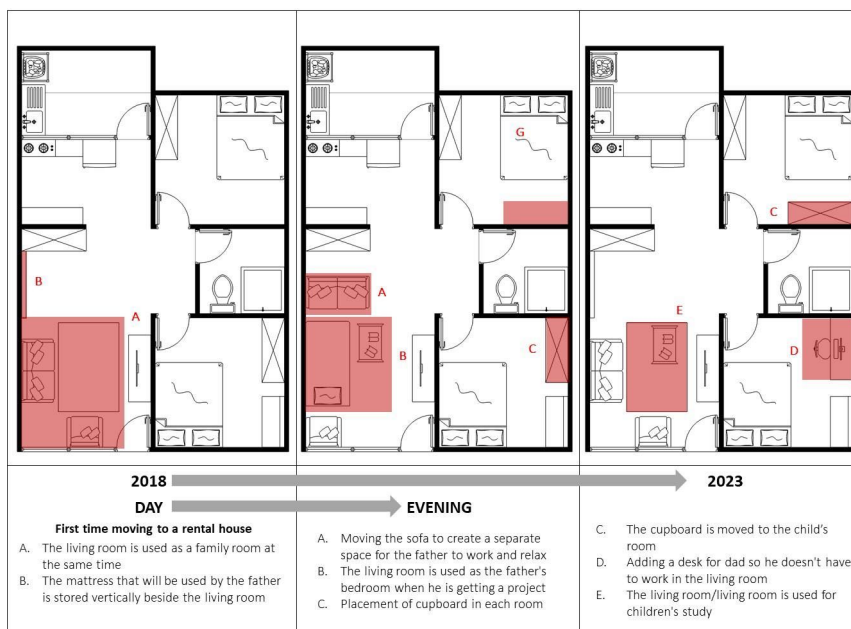 B
A
G
A
B
C
C
E
D
2018
2023
DAY
EVENING
First time moving to a rental house
A. The living room is used as a family room at
the same time
B. The mattress that will be used by the father
is stored vertically beside the living room
A. Moving the sofa to create a separate
space for the father to work and relax
B. The living room is used as the father's
bedroom when he is getting a project
C. Placement of cupboard in each room
C. The cupboard is moved to the child's
room
D. Adding a desk for dad so he doesn't have
to work in the living room
E. The living room/living room is used for
children's study